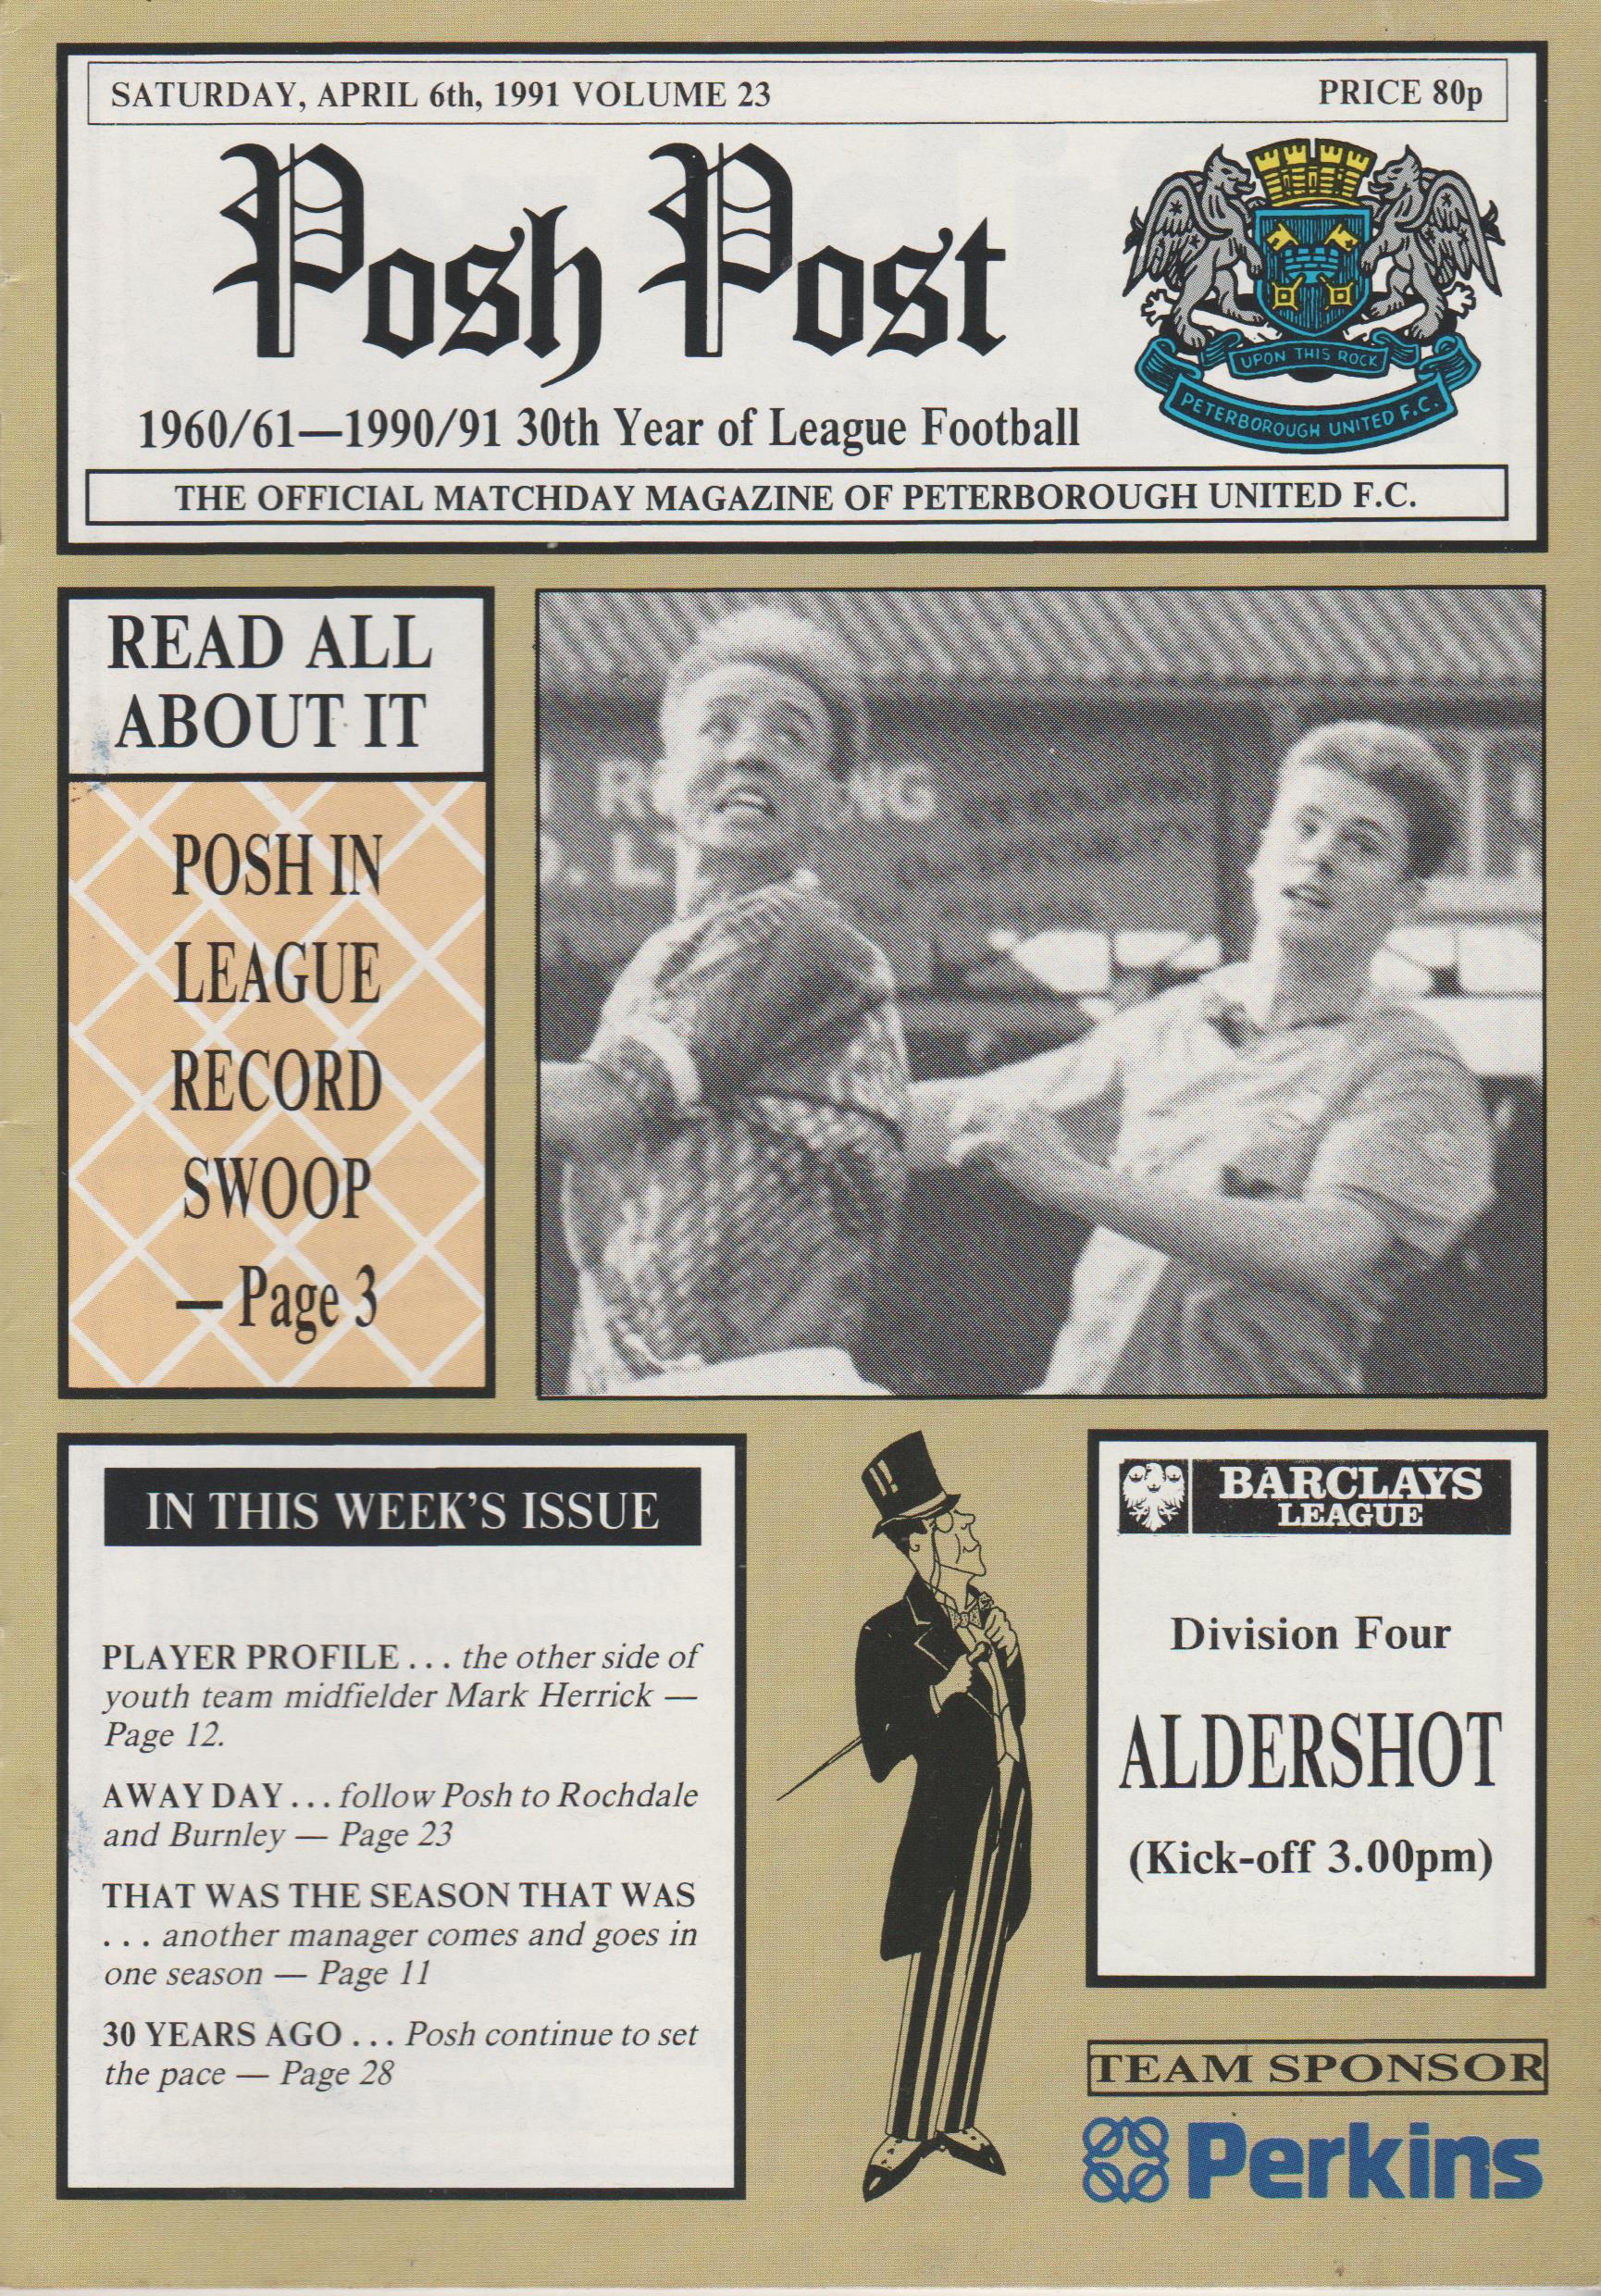 SATURDAY, APRIL 6th, 1991 VOLUME 23
PRICE 80p
Posh Post
UPON THIS ROCK
PETERBOROUGH UNITED F.C.
1960/61—1990/91 30th Year of League Football
THE OFFICIAL MATCHDAY MAGAZINE OF PETERBOROUGH UNITED F.C.
READ ALL
ABOUT IT
POSH IN
LEAGUE
RECORD
SWOOP
— Page 3
IN THIS WEEK'S ISSUE
PLAYER PROFILE . . . the other side of
youth team midfielder Mark Herrick —
Page 12.
AWAY DAY . . . follow Posh to Rochdale
and Burnley — Page 23
THAT WAS THE SEASON THAT WAS
. . . another manager comes and goes in
one season — Page 11
30 YEARS AGO . . . Posh continue to set
the pace — Page 28
BARCLAYS
LEAGUE
Division Four
ALDERSHOT
(Kick-off 3.00pm)
TEAM SPONSOR
Perkins